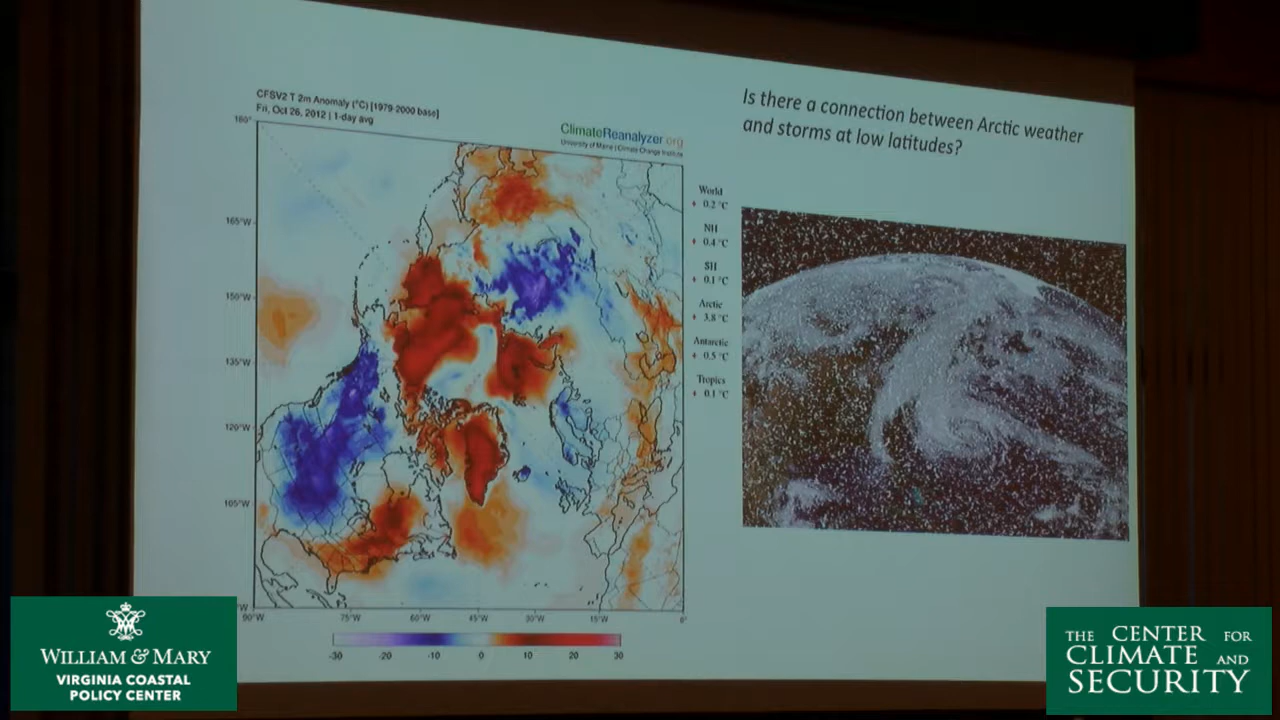 CFSV2 T 2m Anomaly (°C) [1979-2000 base]
Fri, Oct 26, 2012 | 1-day avg
ClimateReanalyzer.org
University of Maine | Climate Change Institute
Is there a connection between Arctic weather
and storms at low latitudes?
180°
165°W
150°W
135°W
120°W
105°W
°W
90°W
75°W
60°W
45°W
30°W
15°W
0°
World
+ 0.2 °C
NH
+ 0.4 °C
SH
+ 0.1 °C
Arctic
+ 3.8 °C
Antarctic
+ 0.5 °C
Tropics
+ 0.1 °C
-30 -20 -10 0 10 20 30
WILLIAM & MARY
VIRGINIA COASTAL
POLICY CENTER
THE CENTER FOR
CLIMATE AND
SECURITY